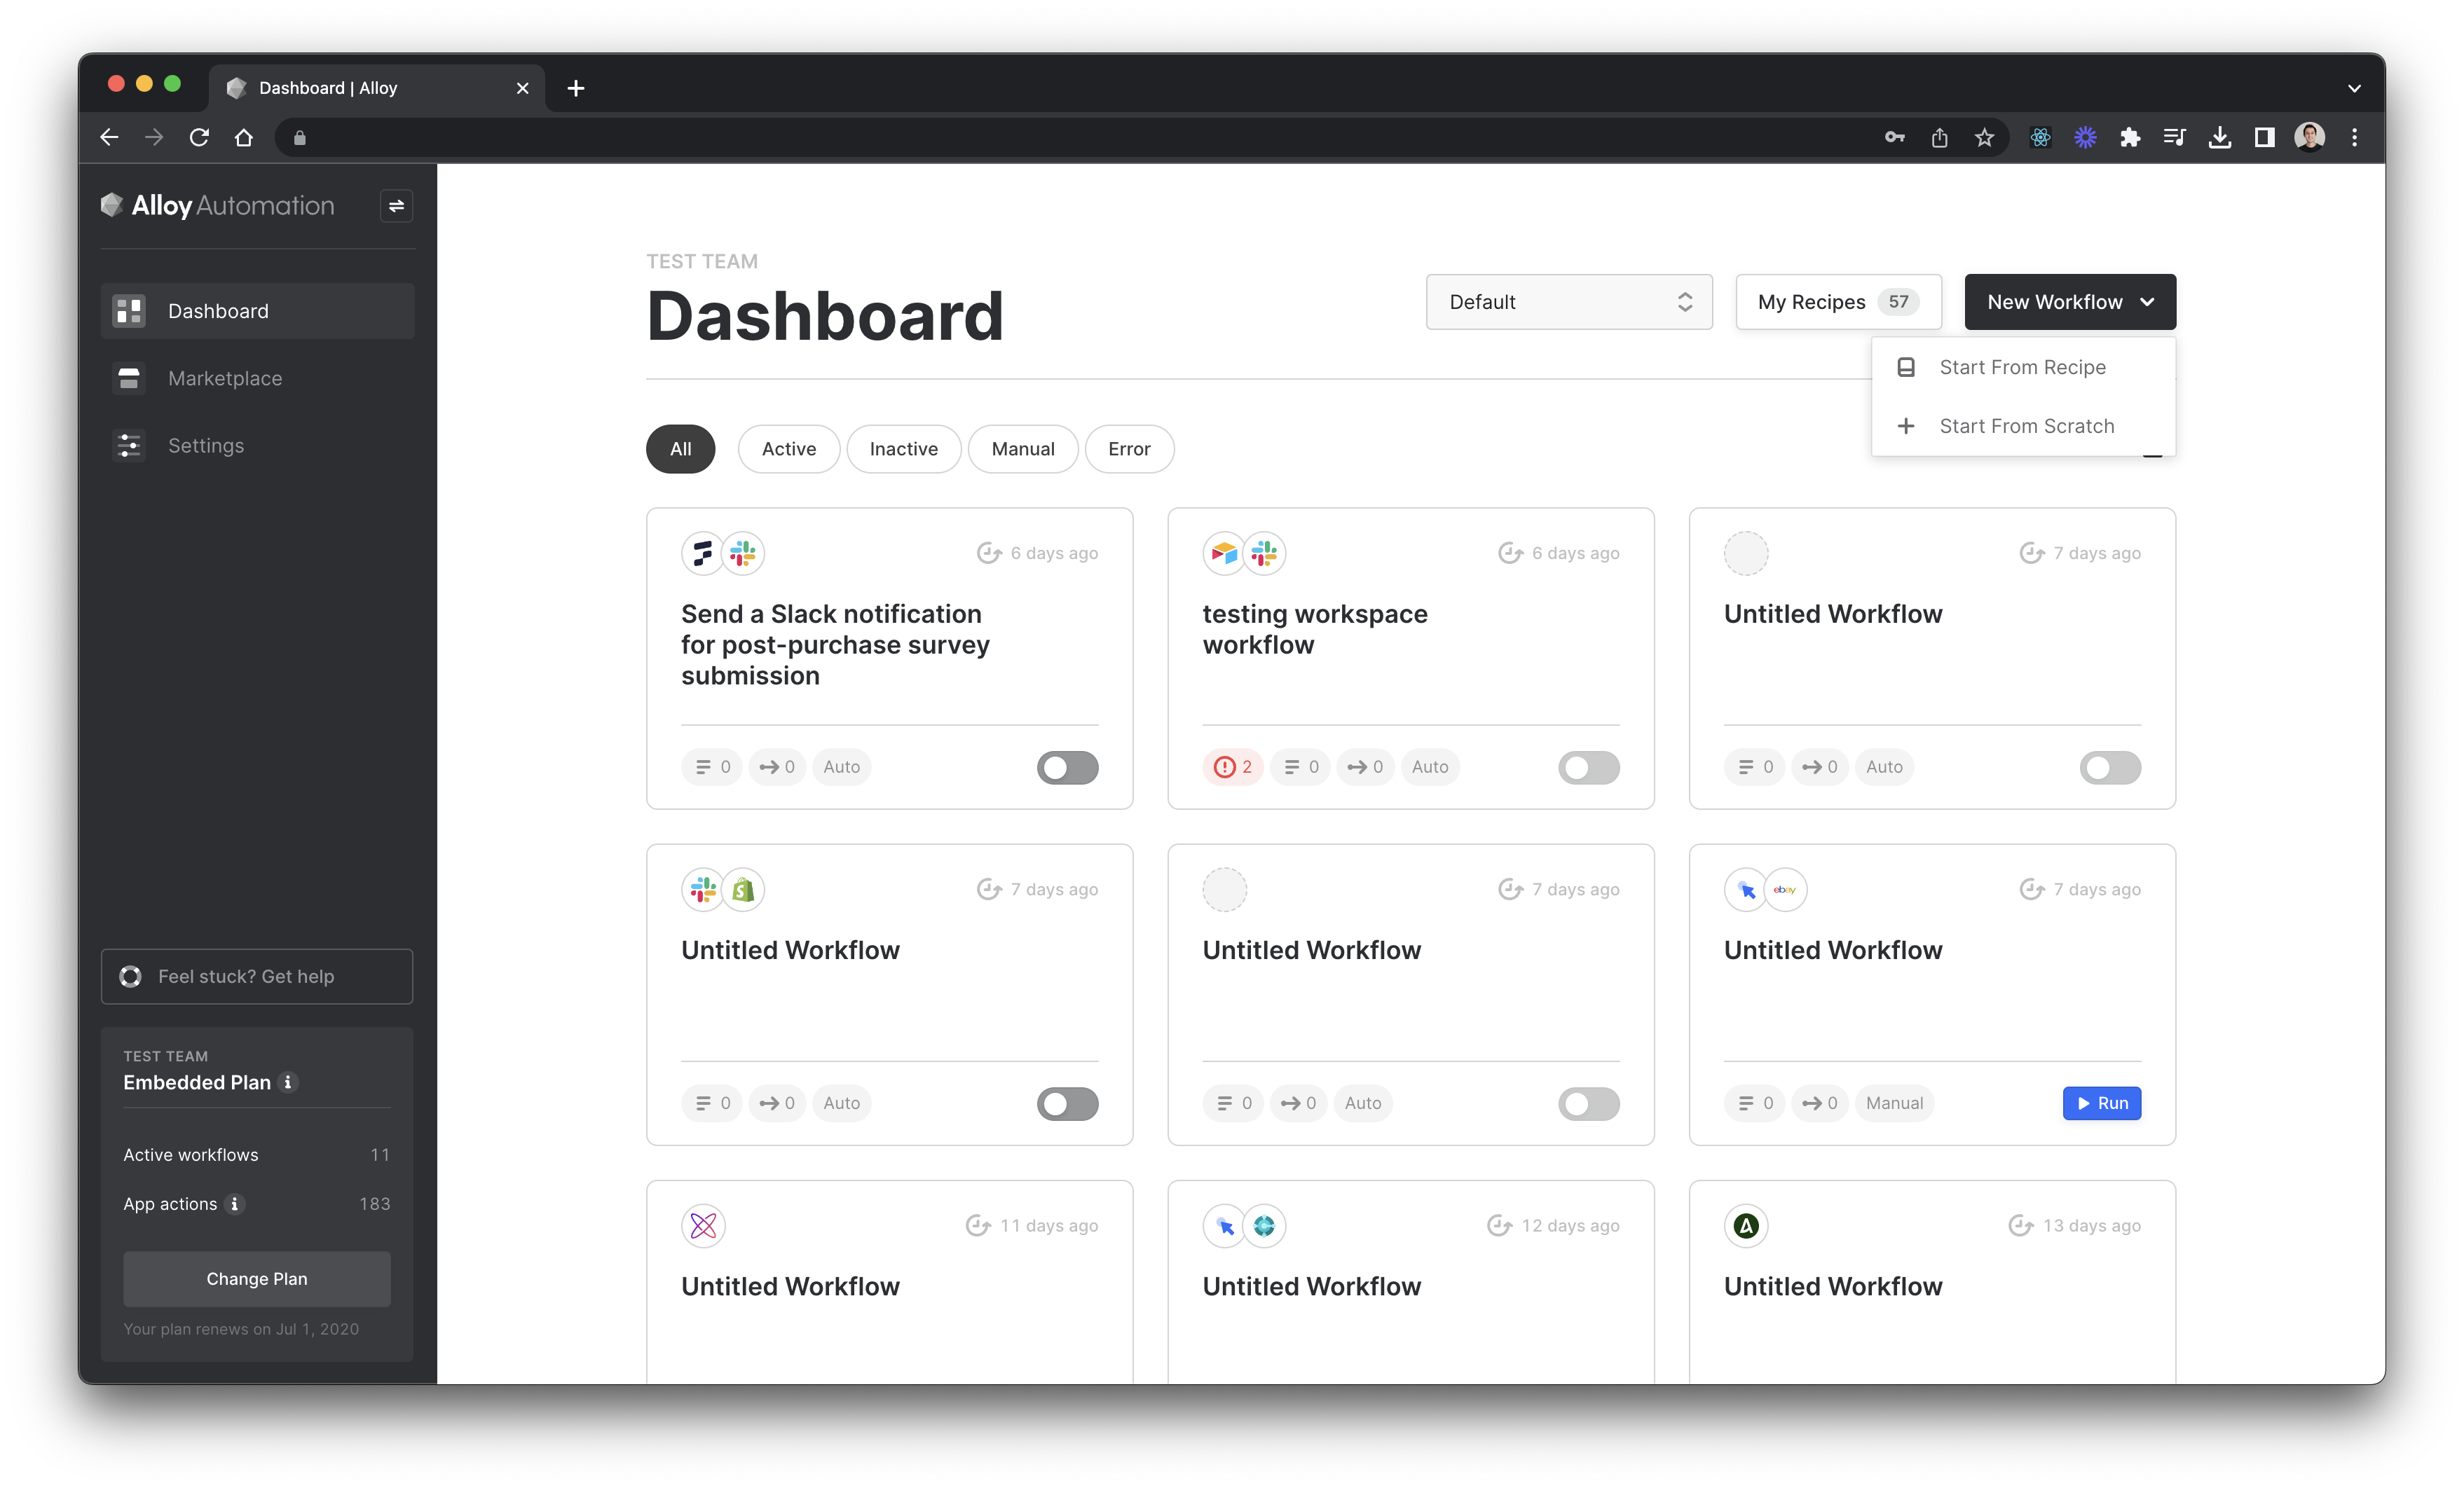 Dashboard | Alloy
Alloy Automation
Dashboard
Marketplace
Settings
Feel stuck? Get help
TEST TEAM
Embedded Plan
Active workflows 11
App actions 183
Change Plan
Your plan renews on Jul 1, 2020
TEST TEAM
Dashboard
Default
My Recipes 57
New Workflow
Start From Recipe
Start From Scratch
All
Active
Inactive
Manual
Error
6 days ago
Send a Slack notification
for post-purchase survey
submission
0 0 Auto
6 days ago
testing workspace
workflow
2 0 0 Auto
7 days ago
Untitled Workflow
0 0 Auto
7 days ago
Untitled Workflow
0 0 Auto
7 days ago
Untitled Workflow
0 0 Auto
ebay
7 days ago
Untitled Workflow
0 0 Manual
Run
11 days ago
Untitled Workflow
12 days ago
Untitled Workflow
13 days ago
Untitled Workflow